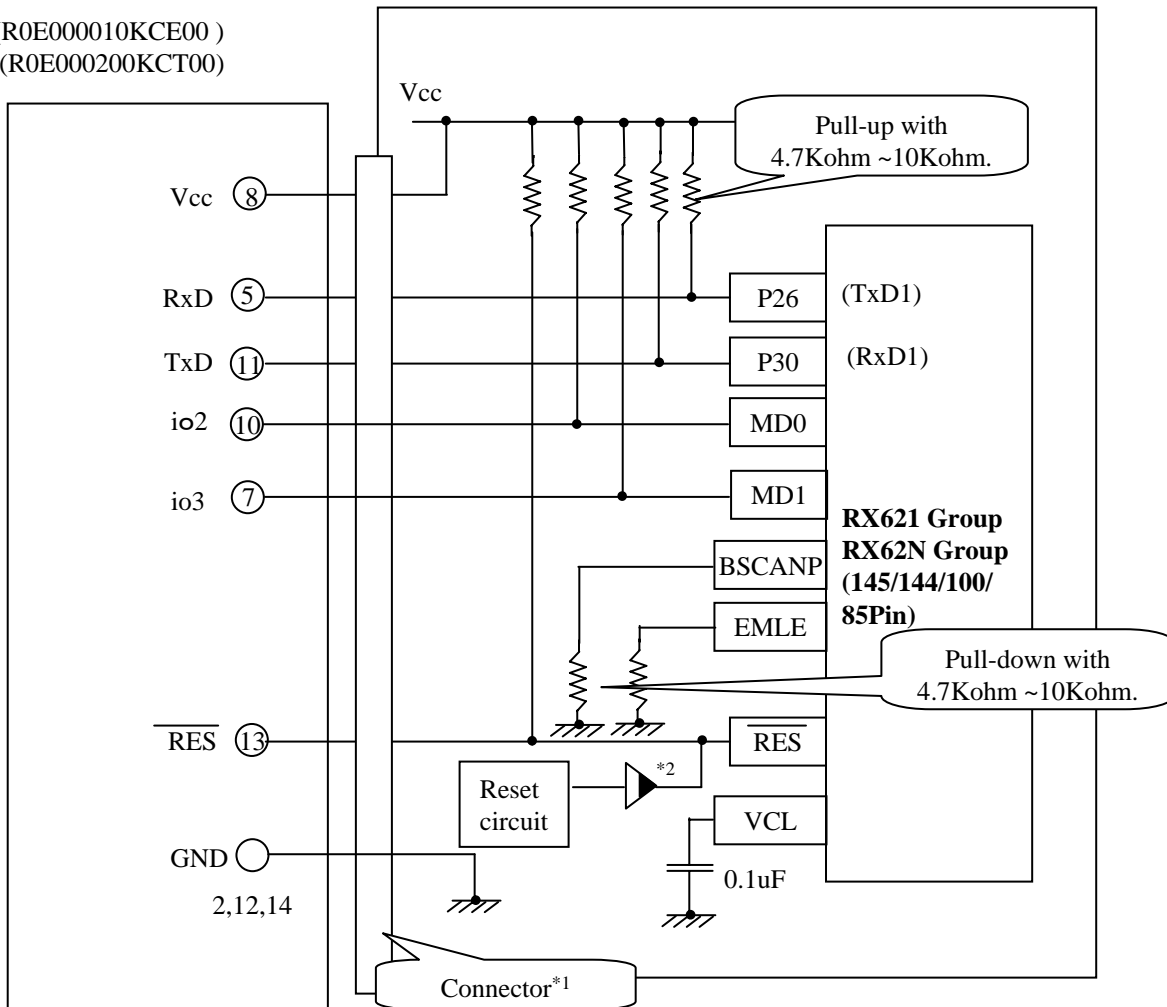 (R0E000010KCE00 )
(R0E000200KCT00)
Vcc
Pull-up with
4.7Kohm ~10Kohm.
Vcc 8
RxD 5
P26 (TxD1)
TxD 11
P30 (RxD1)
io2 10
MD0
io3 7
MD1
RX621 Group
RX62N Group
(145/144/100/
85Pin)
BSCANP
EMLE
Pull-down with
4.7Kohm ~10Kohm.
RES 13
RES
Reset
circuit
*2
VCL
0.1uF
GND
2,12,14
Connector*1